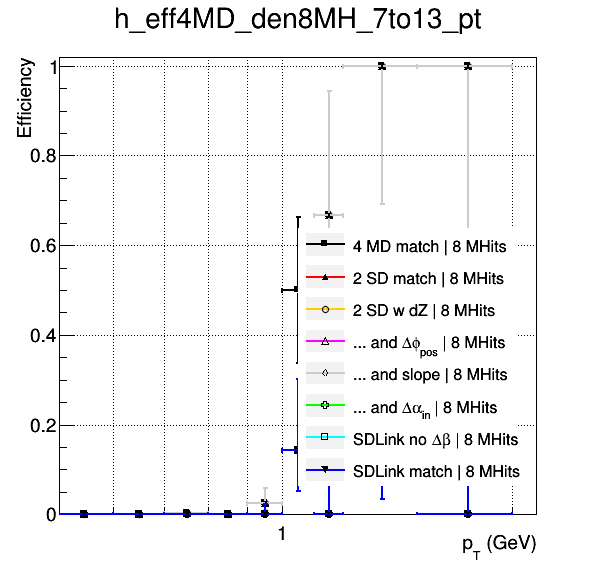 h_eff4MD_den8MH_7to13_pt
Efficiency
1
0.8
0.6
0.4
0.2
0
4 MD match | 8 MHits
2 SD match | 8 MHits
2 SD w dZ | 8 MHits
... and Δϕpos | 8 MHits
... and slope | 8 MHits
... and Δαin | 8 MHits
SDLink no Δβ | 8 MHits
SDLink match | 8 MHits
1
pT (GeV)